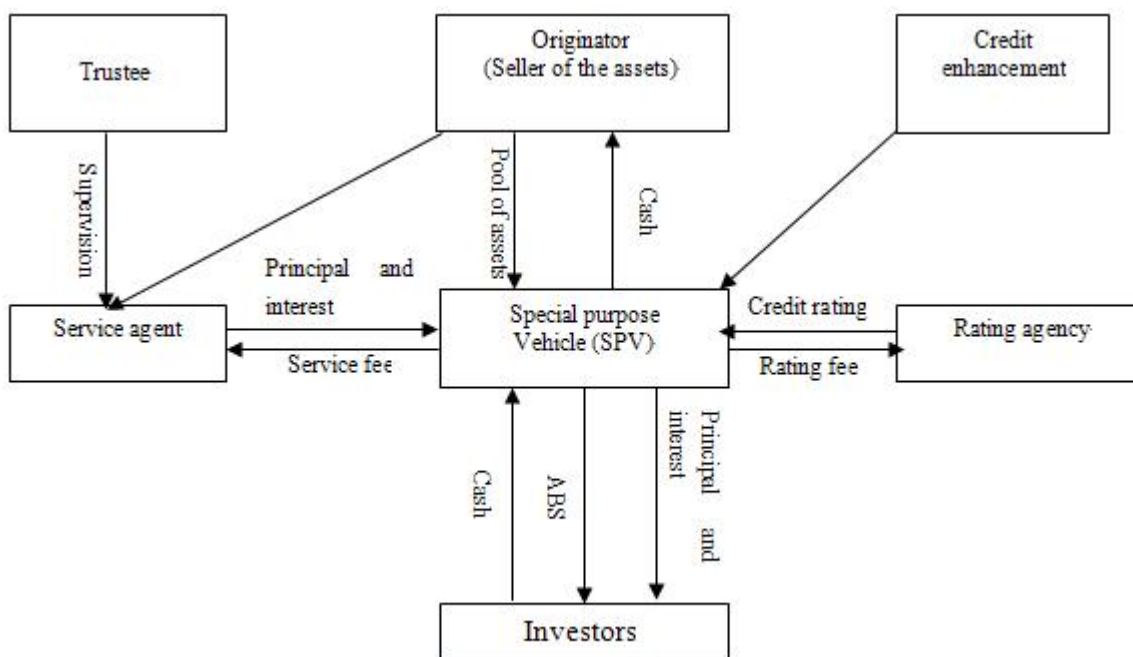 Trustee
Originator
(Seller of the assets)
Credit
enhancement
Supervision
Pool of assets
Cash
Principal and
interest
Service agent
Service fee
Special purpose
Vehicle (SPV)
Credit rating
Rating fee
Rating agency
Cash
ABS
Principal and
interest
Investors